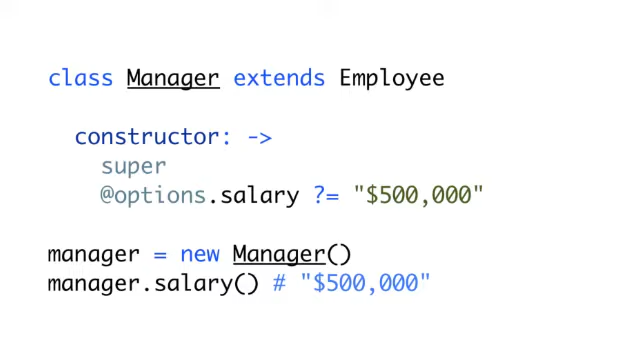 class Manager extends Employee
constructor: ->
super
@options.salary ?= "$500,000"
manager = new Manager()
manager.salary() # "$500,000"